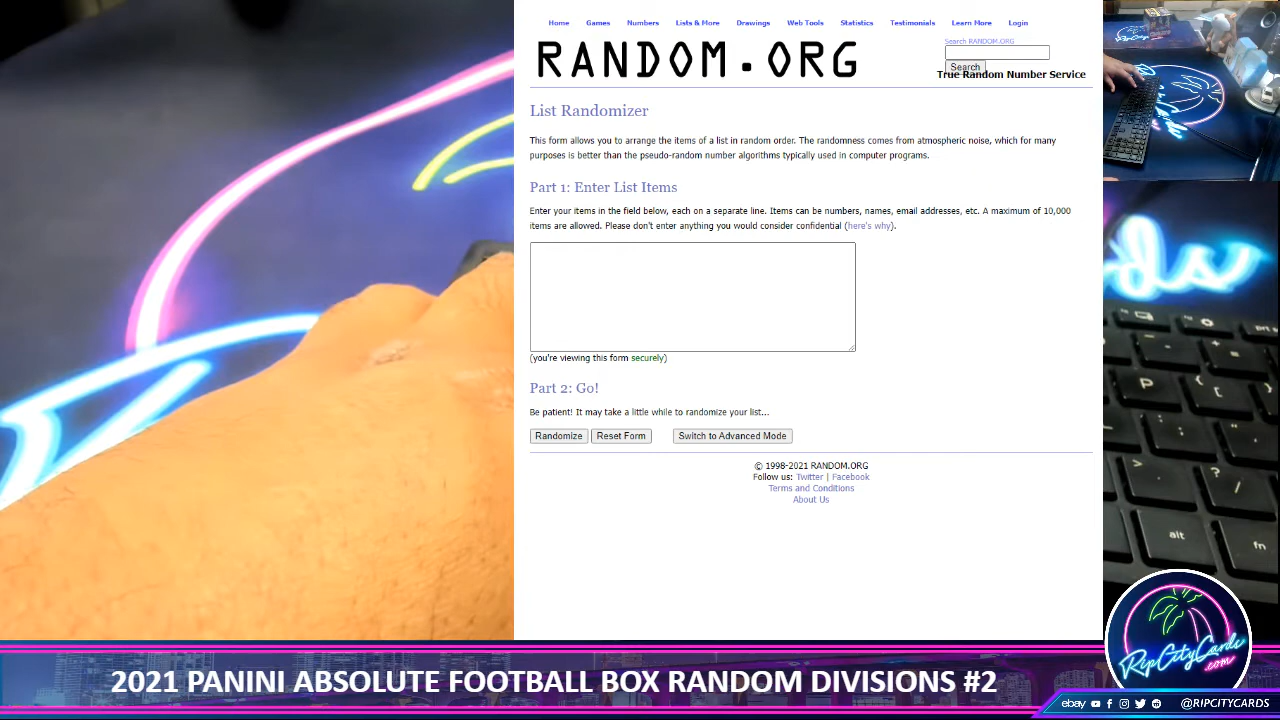 Home Games Numbers Lists & More Drawings Web Tools Statistics Testimonials Learn More Login
RANDOM.ORG
Search RANDOM.ORG
Search
True Random Number Service
List Randomizer
This form allows you to arrange the items of a list in random order. The randomness comes from atmospheric noise, which for many
purposes is better than the pseudo-random number algorithms typically used in computer programs.
Part 1: Enter List Items
Enter your items in the field below, each on a separate line. Items can be numbers, names, email addresses, etc. A maximum of 10,000
items are allowed. Please don't enter anything you would consider confidential (here's why).
(you're viewing this form securely)
Part 2: Go!
Be patient! It may take a little while to randomize your list...
Randomize Reset Form Switch to Advanced Mode
© 1998-2021 RANDOM.ORG
Follow us: Twitter | Facebook
Terms and Conditions
About Us
P
{
[
}
]
>
.
?
/
alt
fn
RipCityCards
.com
2021 PANINI ABSOLUTE FOOTBALL BOX RANDOM DIVISIONS #2
ebay @RIPCITYCARDS